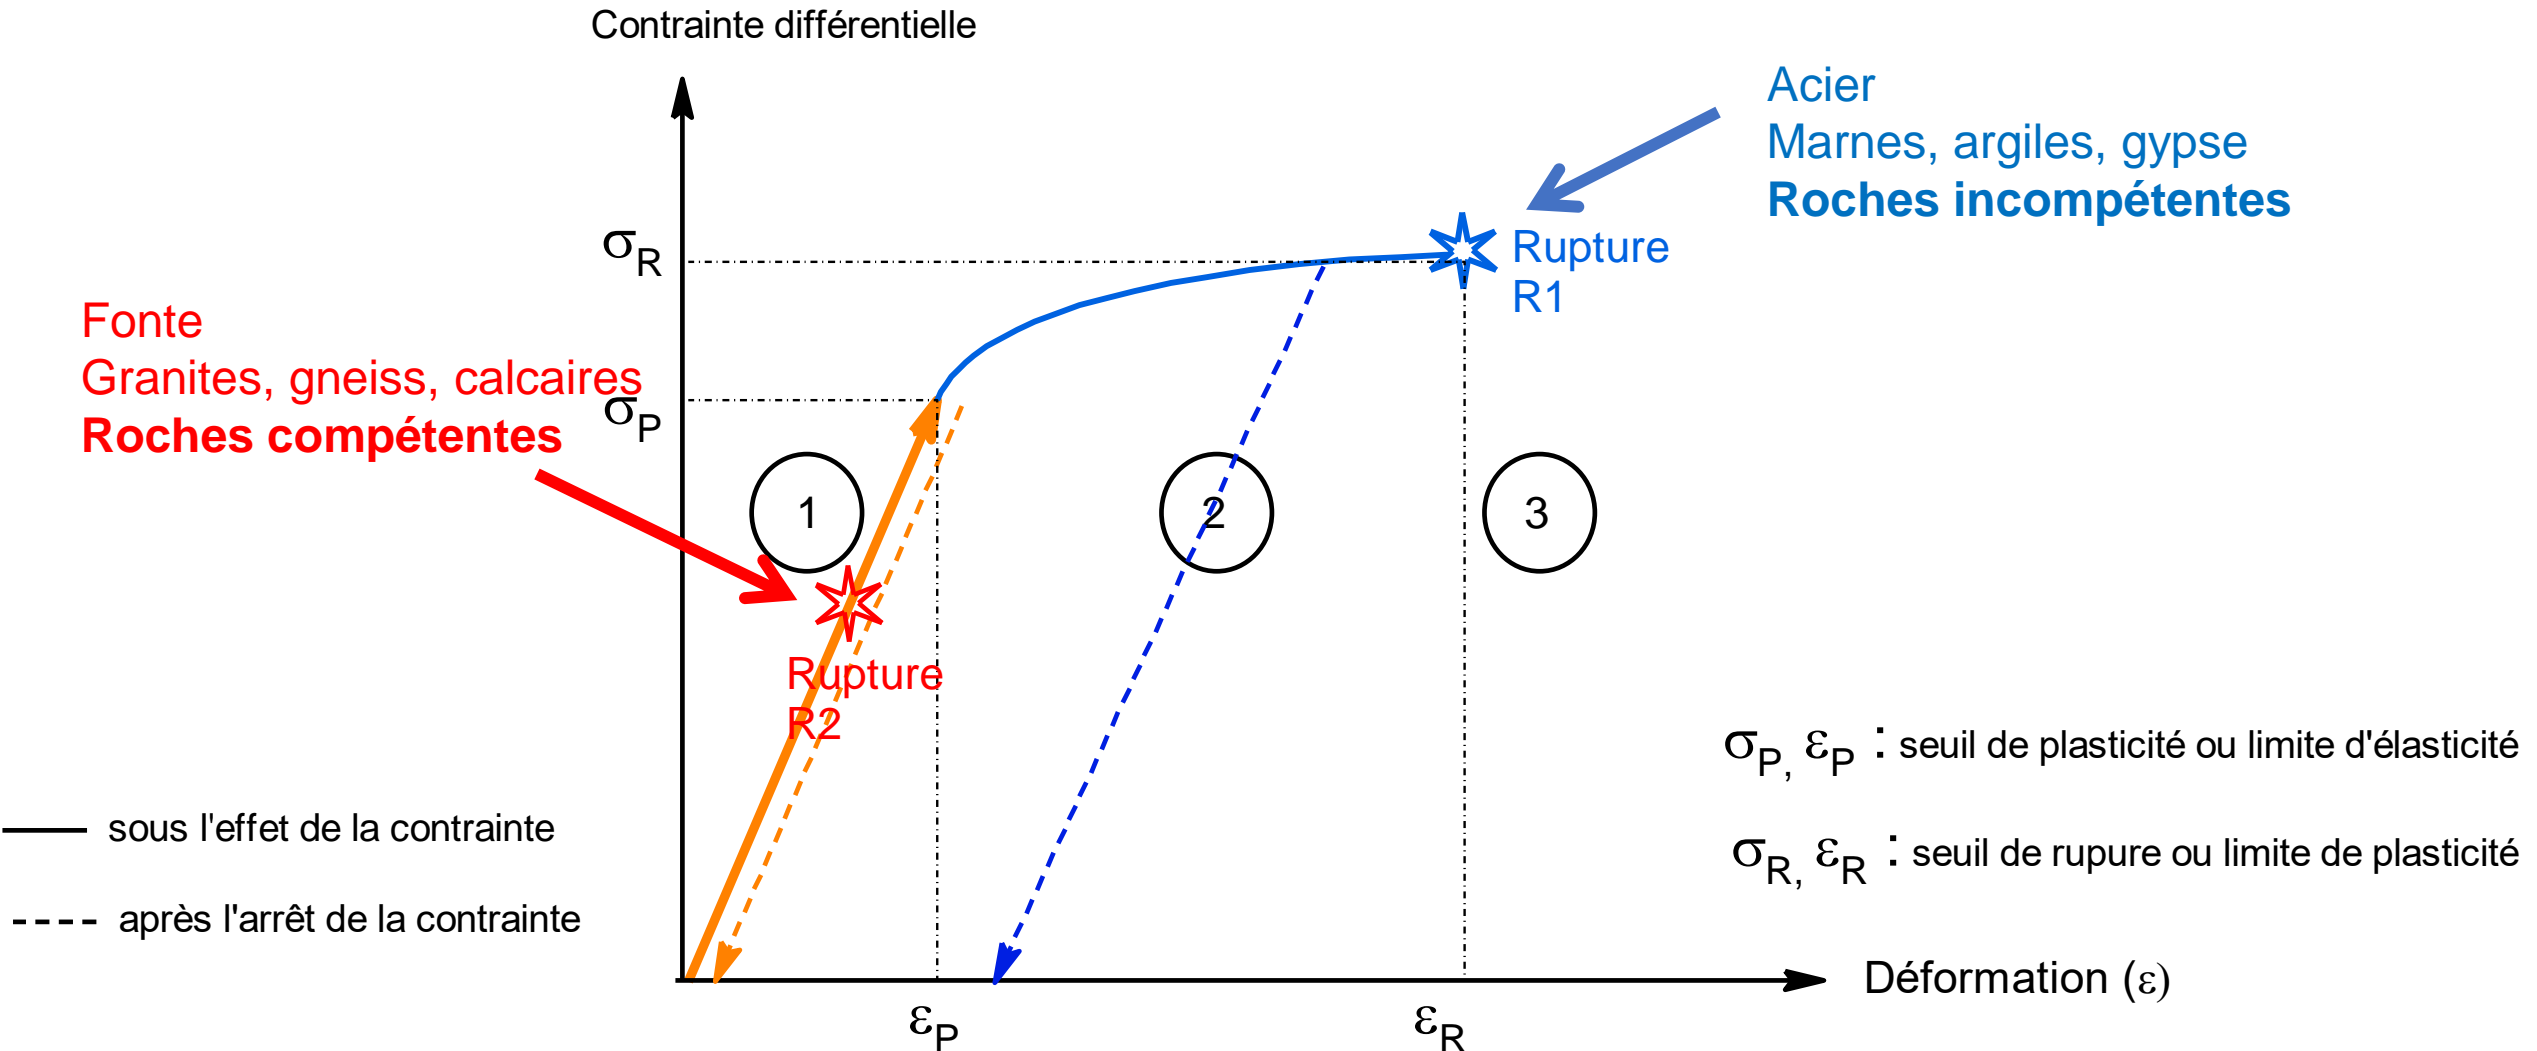 Contrainte différentielle
Acier
Marnes, argiles, gypse
Roches incompétentes
σR
Rupture
R1
Fonte
Granites, gneiss, calcaires
Roches compétentes
σP
1
2
3
Rupture
R2
σP, εP : seuil de plasticité ou limite d'élasticité
sous l'effet de la contrainte
σR, εR : seuil de rupure ou limite de plasticité
après l'arrêt de la contrainte
Déformation (ε)
εP
εR